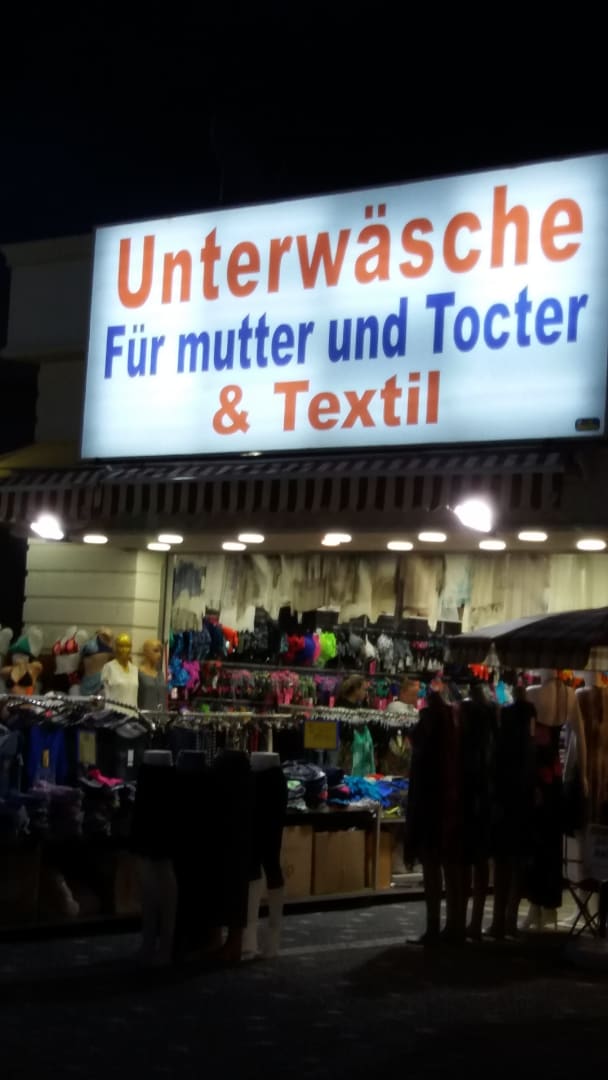 Unterwäsche
Für mutter und Tocter
& Textil